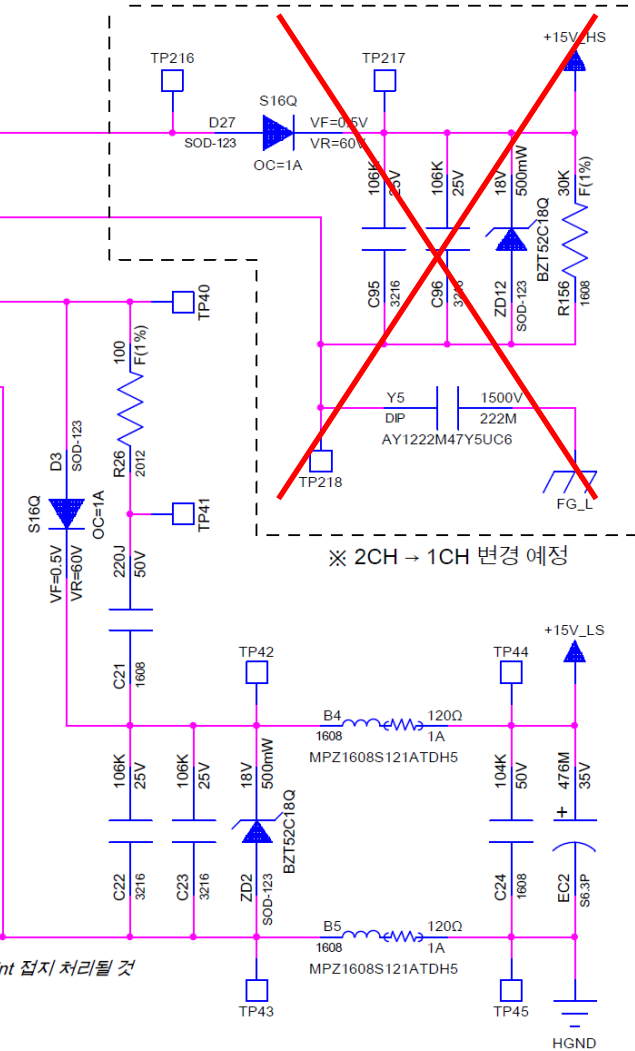 +15V_HS
TP216
TP217
S16Q
D27
VF=0.5V
SOD-123
VR=60V
OC=1A
106K
25V
C95
3216
106K
25V
C96
3216
18V
500mW
BZT52C18Q
ZD12
SOD-123
30K
F(1%)
R156
1608
Y5
1500V
DIP
222M
AY1222M47Y5UC6
TP218
FG_L
※ 2CH → 1CH 변경 예정
TP40
100
F(1%)
R26
2012
TP41
D3
SOD-123
S16Q
OC=1A
VF=0.5V
VR=60V
220J
50V
C21
1608
+15V_LS
TP42
TP44
B4
120Ω
1608
1A
MPZ1608S121ATDH5
106K
25V
C22
3216
106K
25V
C23
3216
18V
500mW
BZT52C18Q
ZD2
SOD-123
104K
50V
C24
1608
476M
35V
+
EC2
S6.3P
B5
120Ω
1608
1A
MPZ1608S121ATDH5
int 접지 처리될 것
TP43
TP45
HGND